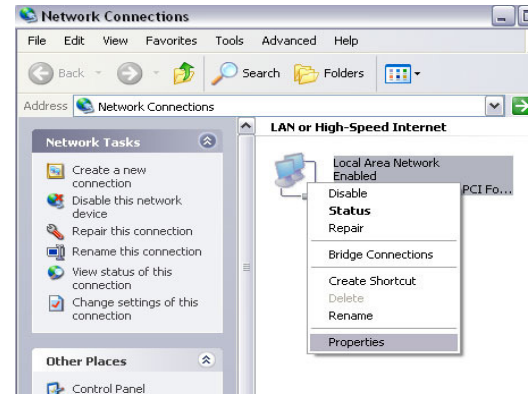 Network Connections
File Edit View Favorites Tools Advanced Help
Back Search Folders
Address Network Connections
Network Tasks
Create a new
connection
Disable this network
device
Repair this connection
Rename this connection
View status of this
connection
Change settings of this
connection
Other Places
Control Panel
LAN or High-Speed Internet
Local Area Network
Enabled
PCI Fo...
Disable
Status
Repair
Bridge Connections
Create Shortcut
Delete
Rename
Properties